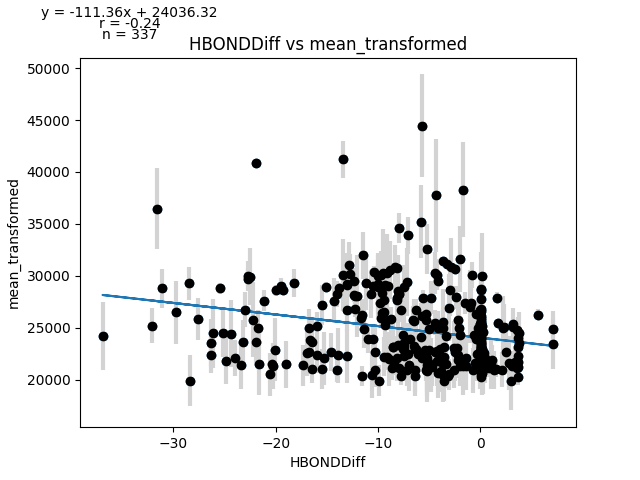 y = -111.36x + 24036.32
r = -0.24
n = 337
HBONDDiff vs mean_transformed
50000
45000
40000
35000
30000
25000
20000
mean_transformed
−30 −20 −10 0
HBONDDiff